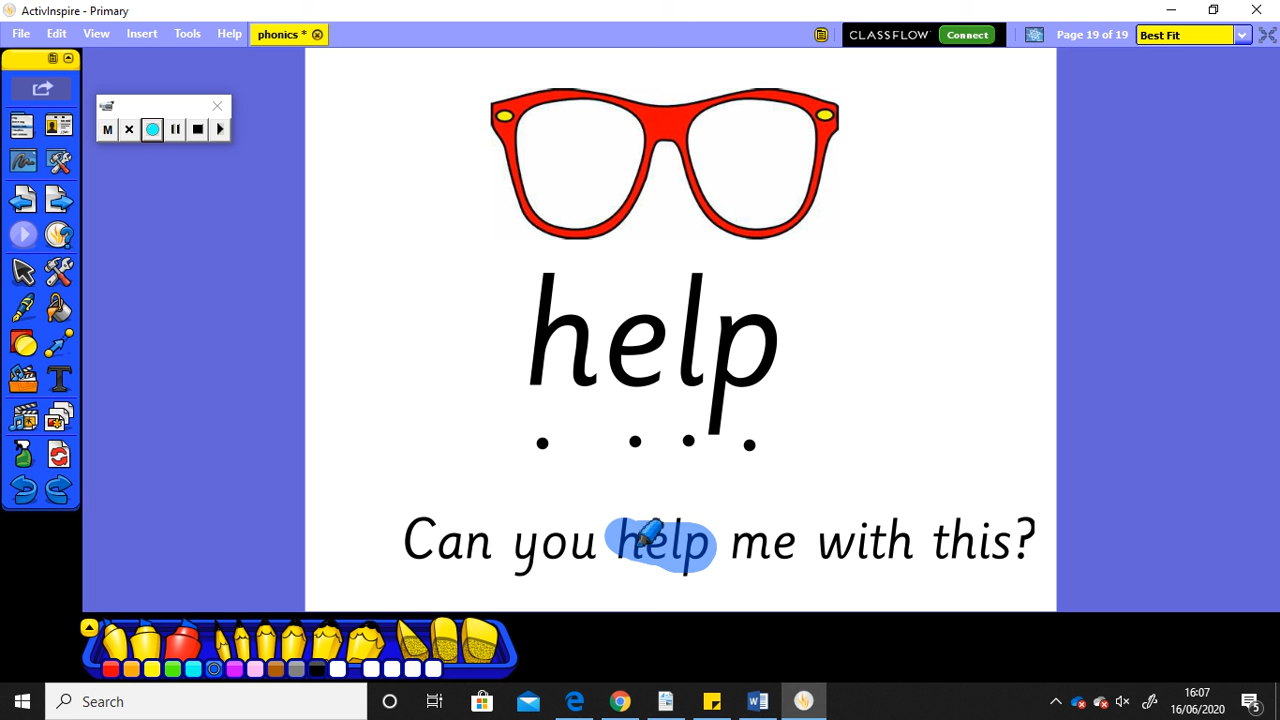 ActivInspire - Primary
File Edit View Insert Tools Help phonics * CLASSFLOW Connect Page 19 of 19 Best Fit
M
help
Can you help me with this?
Search
16:07
16/06/2020
5